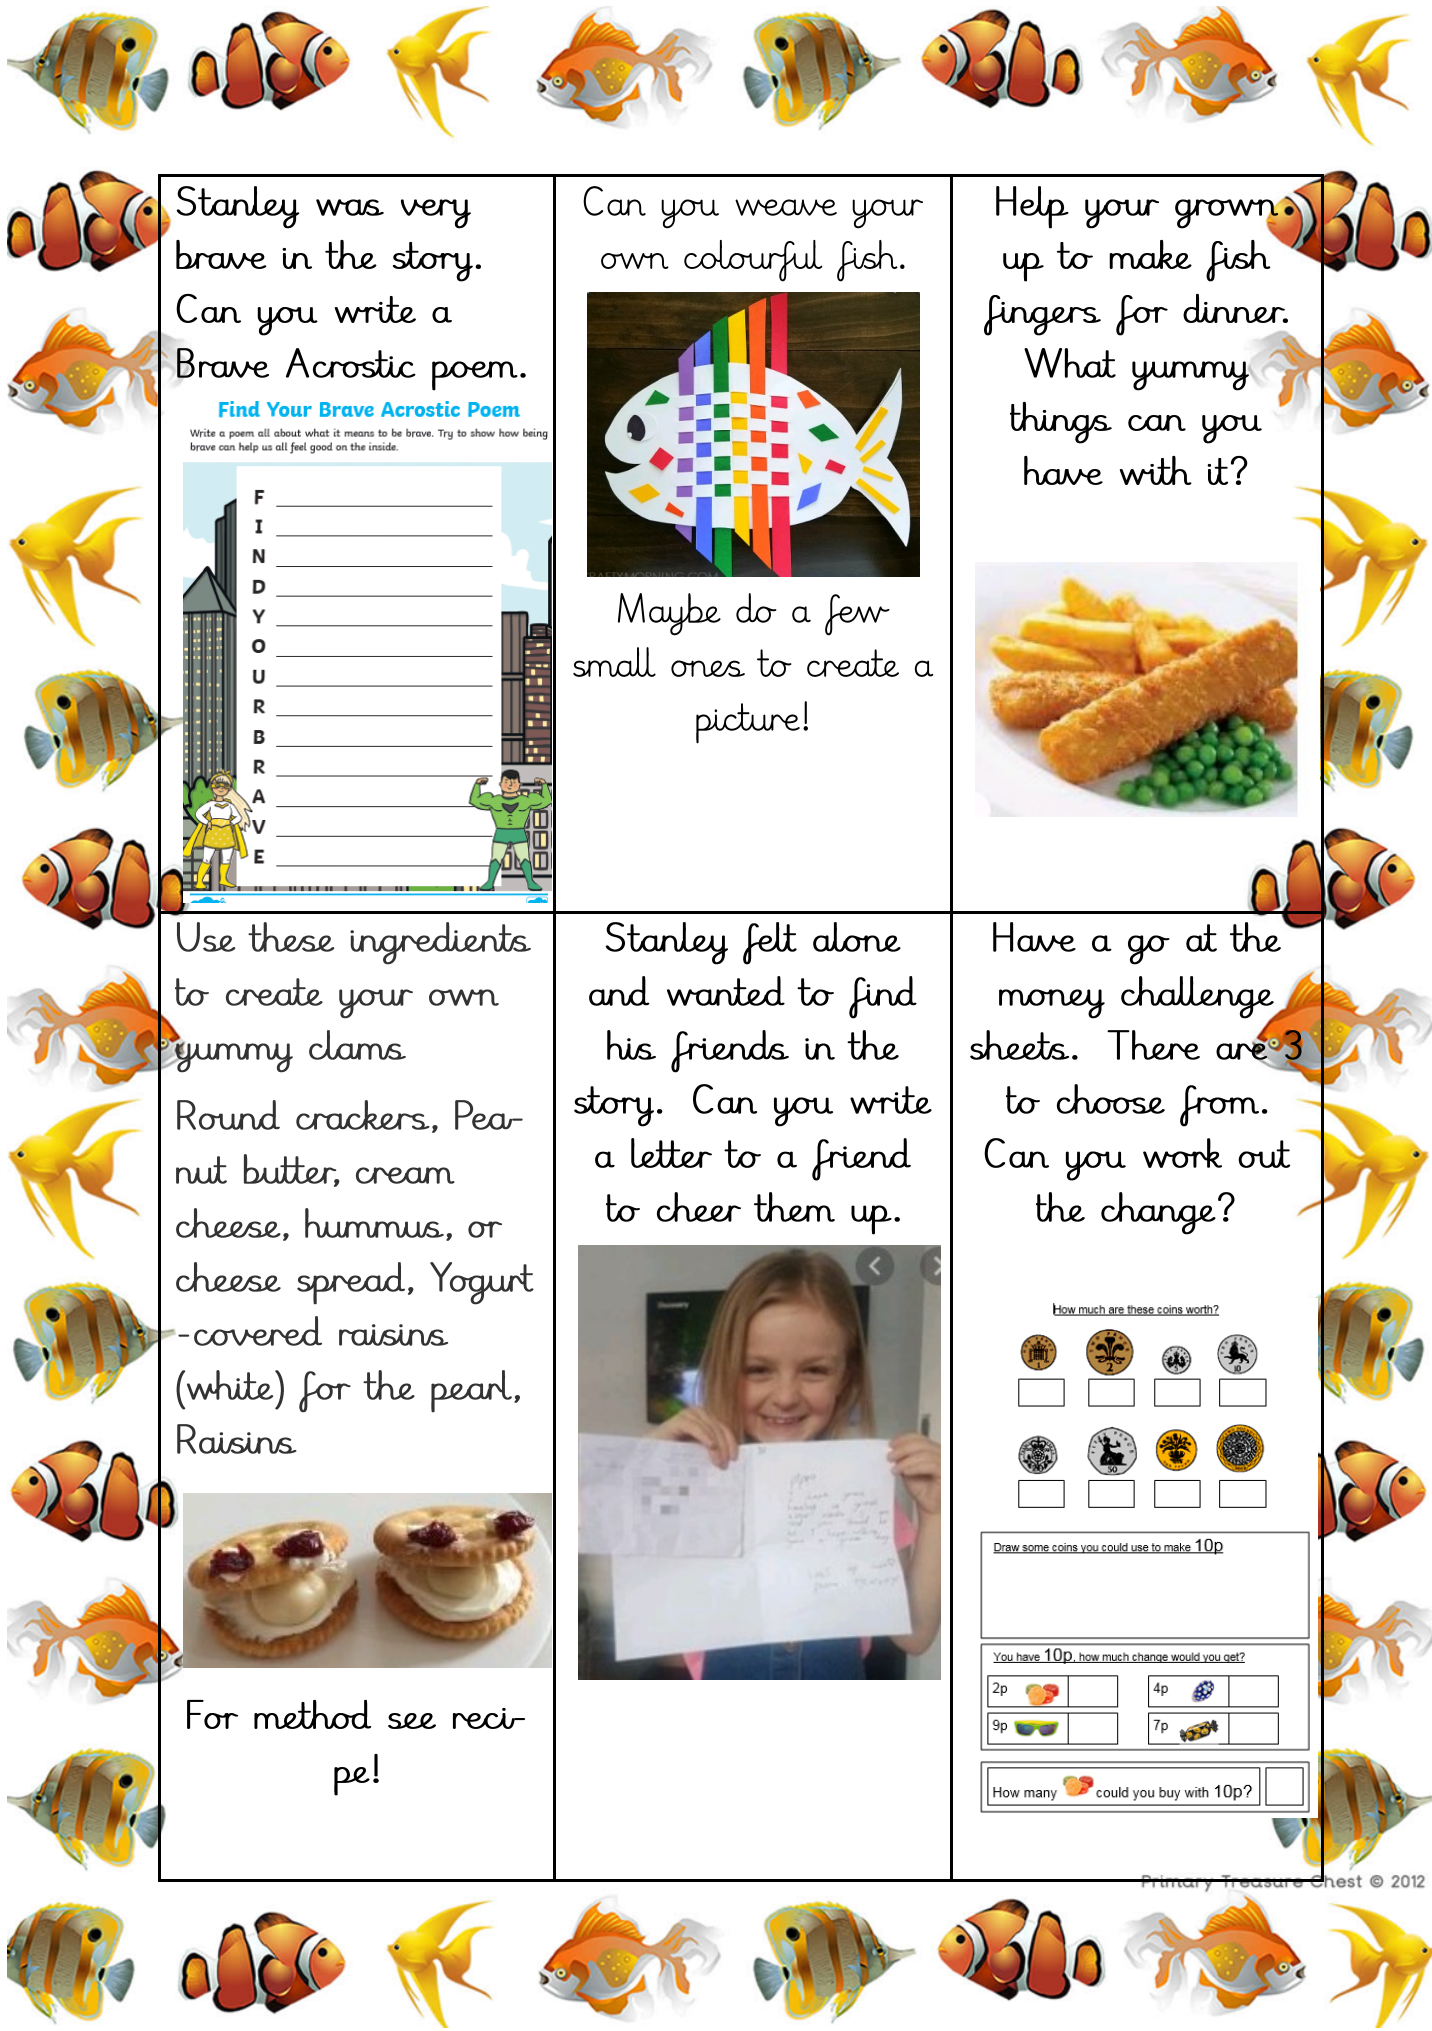 Stanley was very
brave in the story.
Can you write a
Brave Acrostic poem.
Find Your Brave Acrostic Poem
Write a poem all about what it means to be brave. Try to show how being
brave can help us all feel good on the inside.
F
I
N
D
Y
O
U
R
B
R
A
V
E
Can you weave your
own colourful fish.
Maybe do a few
small ones to create a
picture!
Help your grown
up to make fish
fingers for dinner.
What yummy
things can you
have with it?
Use these ingredients
to create your own
yummy clams
Round crackers, Pea-
nut butter, cream
cheese, hummus, or
cheese spread, Yogurt
-covered raisins
(white) for the pearl,
Raisins
For method see reci-
pe!
Stanley felt alone
and wanted to find
his friends in the
story. Can you write
a letter to a friend
to cheer them up.
Have a go at the
money challenge
sheets. There are 3
to choose from.
Can you work out
the change?
How much are these coins worth?
Draw some coins you could use to make 10p
You have 10p, how much change would you get?
2p
4p
9p
7p
How many could you buy with 10p?
Primary Treasure Chest © 2012